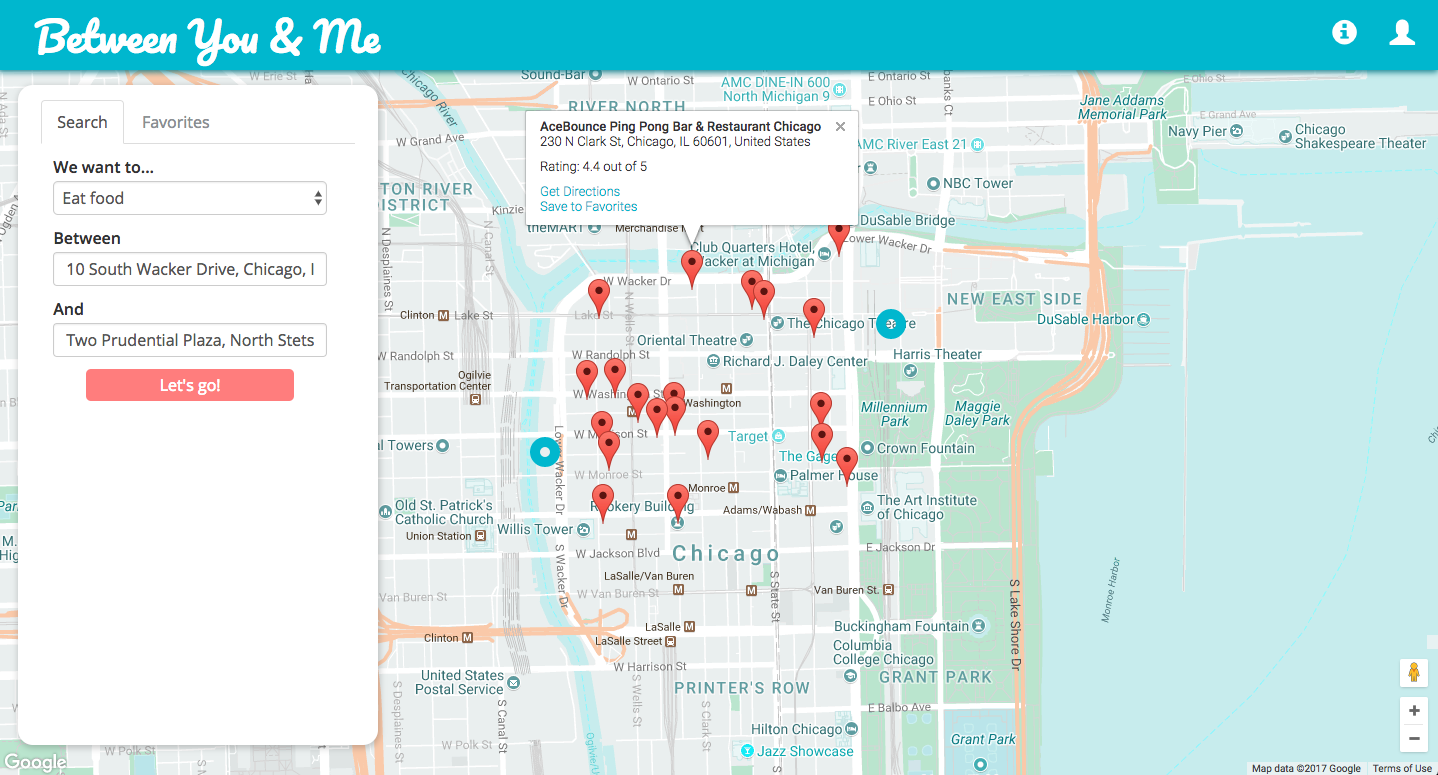 Between You & Me
Search
Favorites
We want to...
Eat food
Between
10 South Wacker Drive, Chicago, I
And
Two Prudential Plaza, North Stets
Let's go!
AceBounce Ping Pong Bar & Restaurant Chicago
230 N Clark St, Chicago, IL 60601, United States
Rating: 4.4 out of 5
Get Directions
Save to Favorites
W Erie St
Sound-Bar
W Ontario St
AMC DINE-IN 600
North Michigan 9
E Ontario St
E Ohio St
Chicago River
RIVER NORTH
Jane Addams
Memorial Park
E Grand Ave
W Grand Ave
Navy Pier
Chicago
Shakespeare Theater
AMC River East 21
NBC Tower
TON RIVER
DISTRICT
Kinzie
theMART
DuSable Bridge
Lower Wacker Dr
Club Quarters Hotel,
Wacker at Michigan
W Wacker Dr
N Desplaines St
N Canal St
N Wells St
NEW EAST SIDE
DuSable Harbor
Clinton
Lake St
Lake St
The Chicago
Oriental Theatre
W Randolph St
W Randolph St
Richard J. Daley Center
Harris Theater
Ogilvie
Transportation Center
Washington
Millennium
Park
Maggie
Daley Park
Target
al Towers
The Gage
Crown Foundation
W Monroe St
Palmer House
Monroe
Old St. Patrick's
Catholic Church
Rookery Building
The Art Institute
of Chicago
Adams/Wabash
Willis Tower
Union Station
W Jackson Blvd
Chicago
E Jackson Dr
LaSalle/Van Buren
Van Buren St
W Van Buren St
Van Buren St.
S Wacker Dr
S State St
S Lake Shore Dr
Monroe Harbor
LaSalle
Buckingham Fountain
Clinton
LaSalle Street
Columbia
College Chicago
W Harrison St
United States
Postal Service
GRANT PARK
PRINTER'S ROW
S Desplaines St
S Canal St
S Wells St
S Clark St
E Balbo Ave
Hilton Chicago
Grant Park
W Polk St
W Polk St
Jazz Showcase
Google
Map data ©2017 Google
Terms of Use